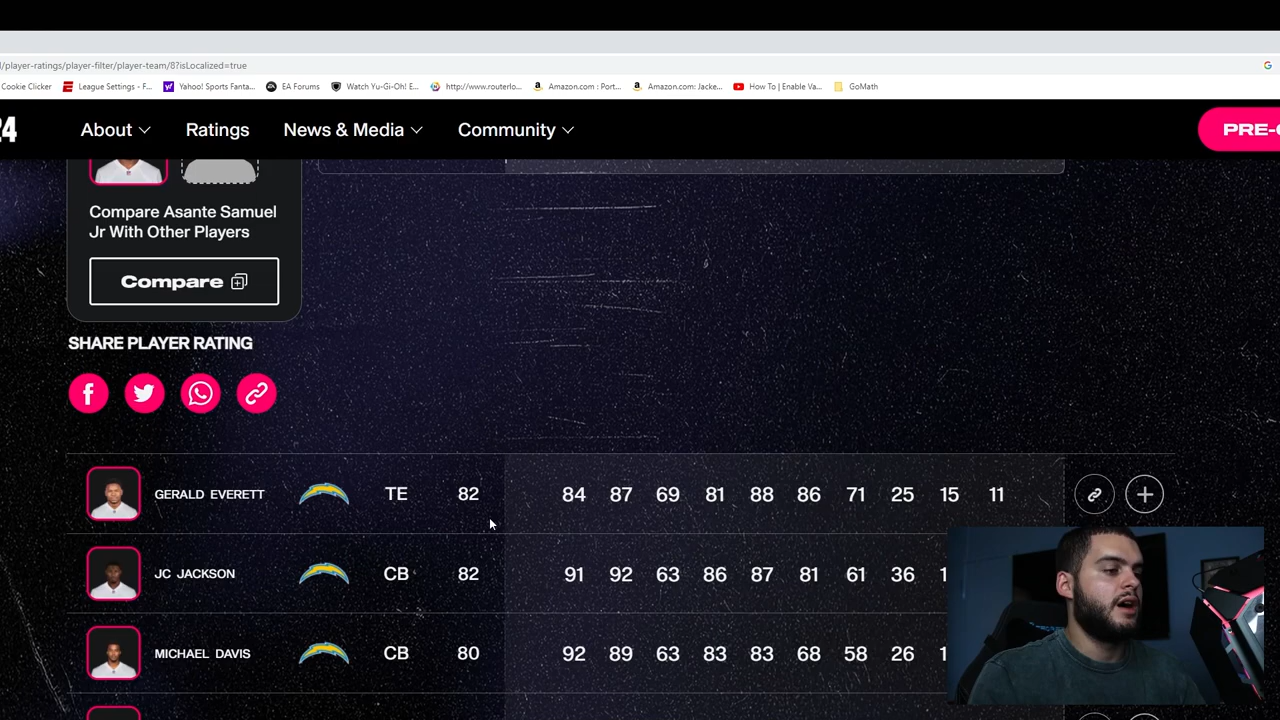 l/player-ratings/player-filter/player-team/8?isLocalized=true
Cookie Clicker League Settings - F... Yahoo! Sports Fanta... EA Forums Watch Yu-Gi-Oh! E... http://www.routerlo... Amazon.com : Port... Amazon.com: Jacke... How To | Enable Va... GoMath
24 About Ratings News & Media Community PRE-
Compare Asante Samuel
Jr With Other Players
Compare
SHARE PLAYER RATING
GERALD EVERETT TE 82 84 87 69 81 88 86 71 25 15 11
JC JACKSON CB 82 91 92 63 86 87 81 61 36 1
MICHAEL DAVIS CB 80 92 89 63 83 83 68 58 26 1